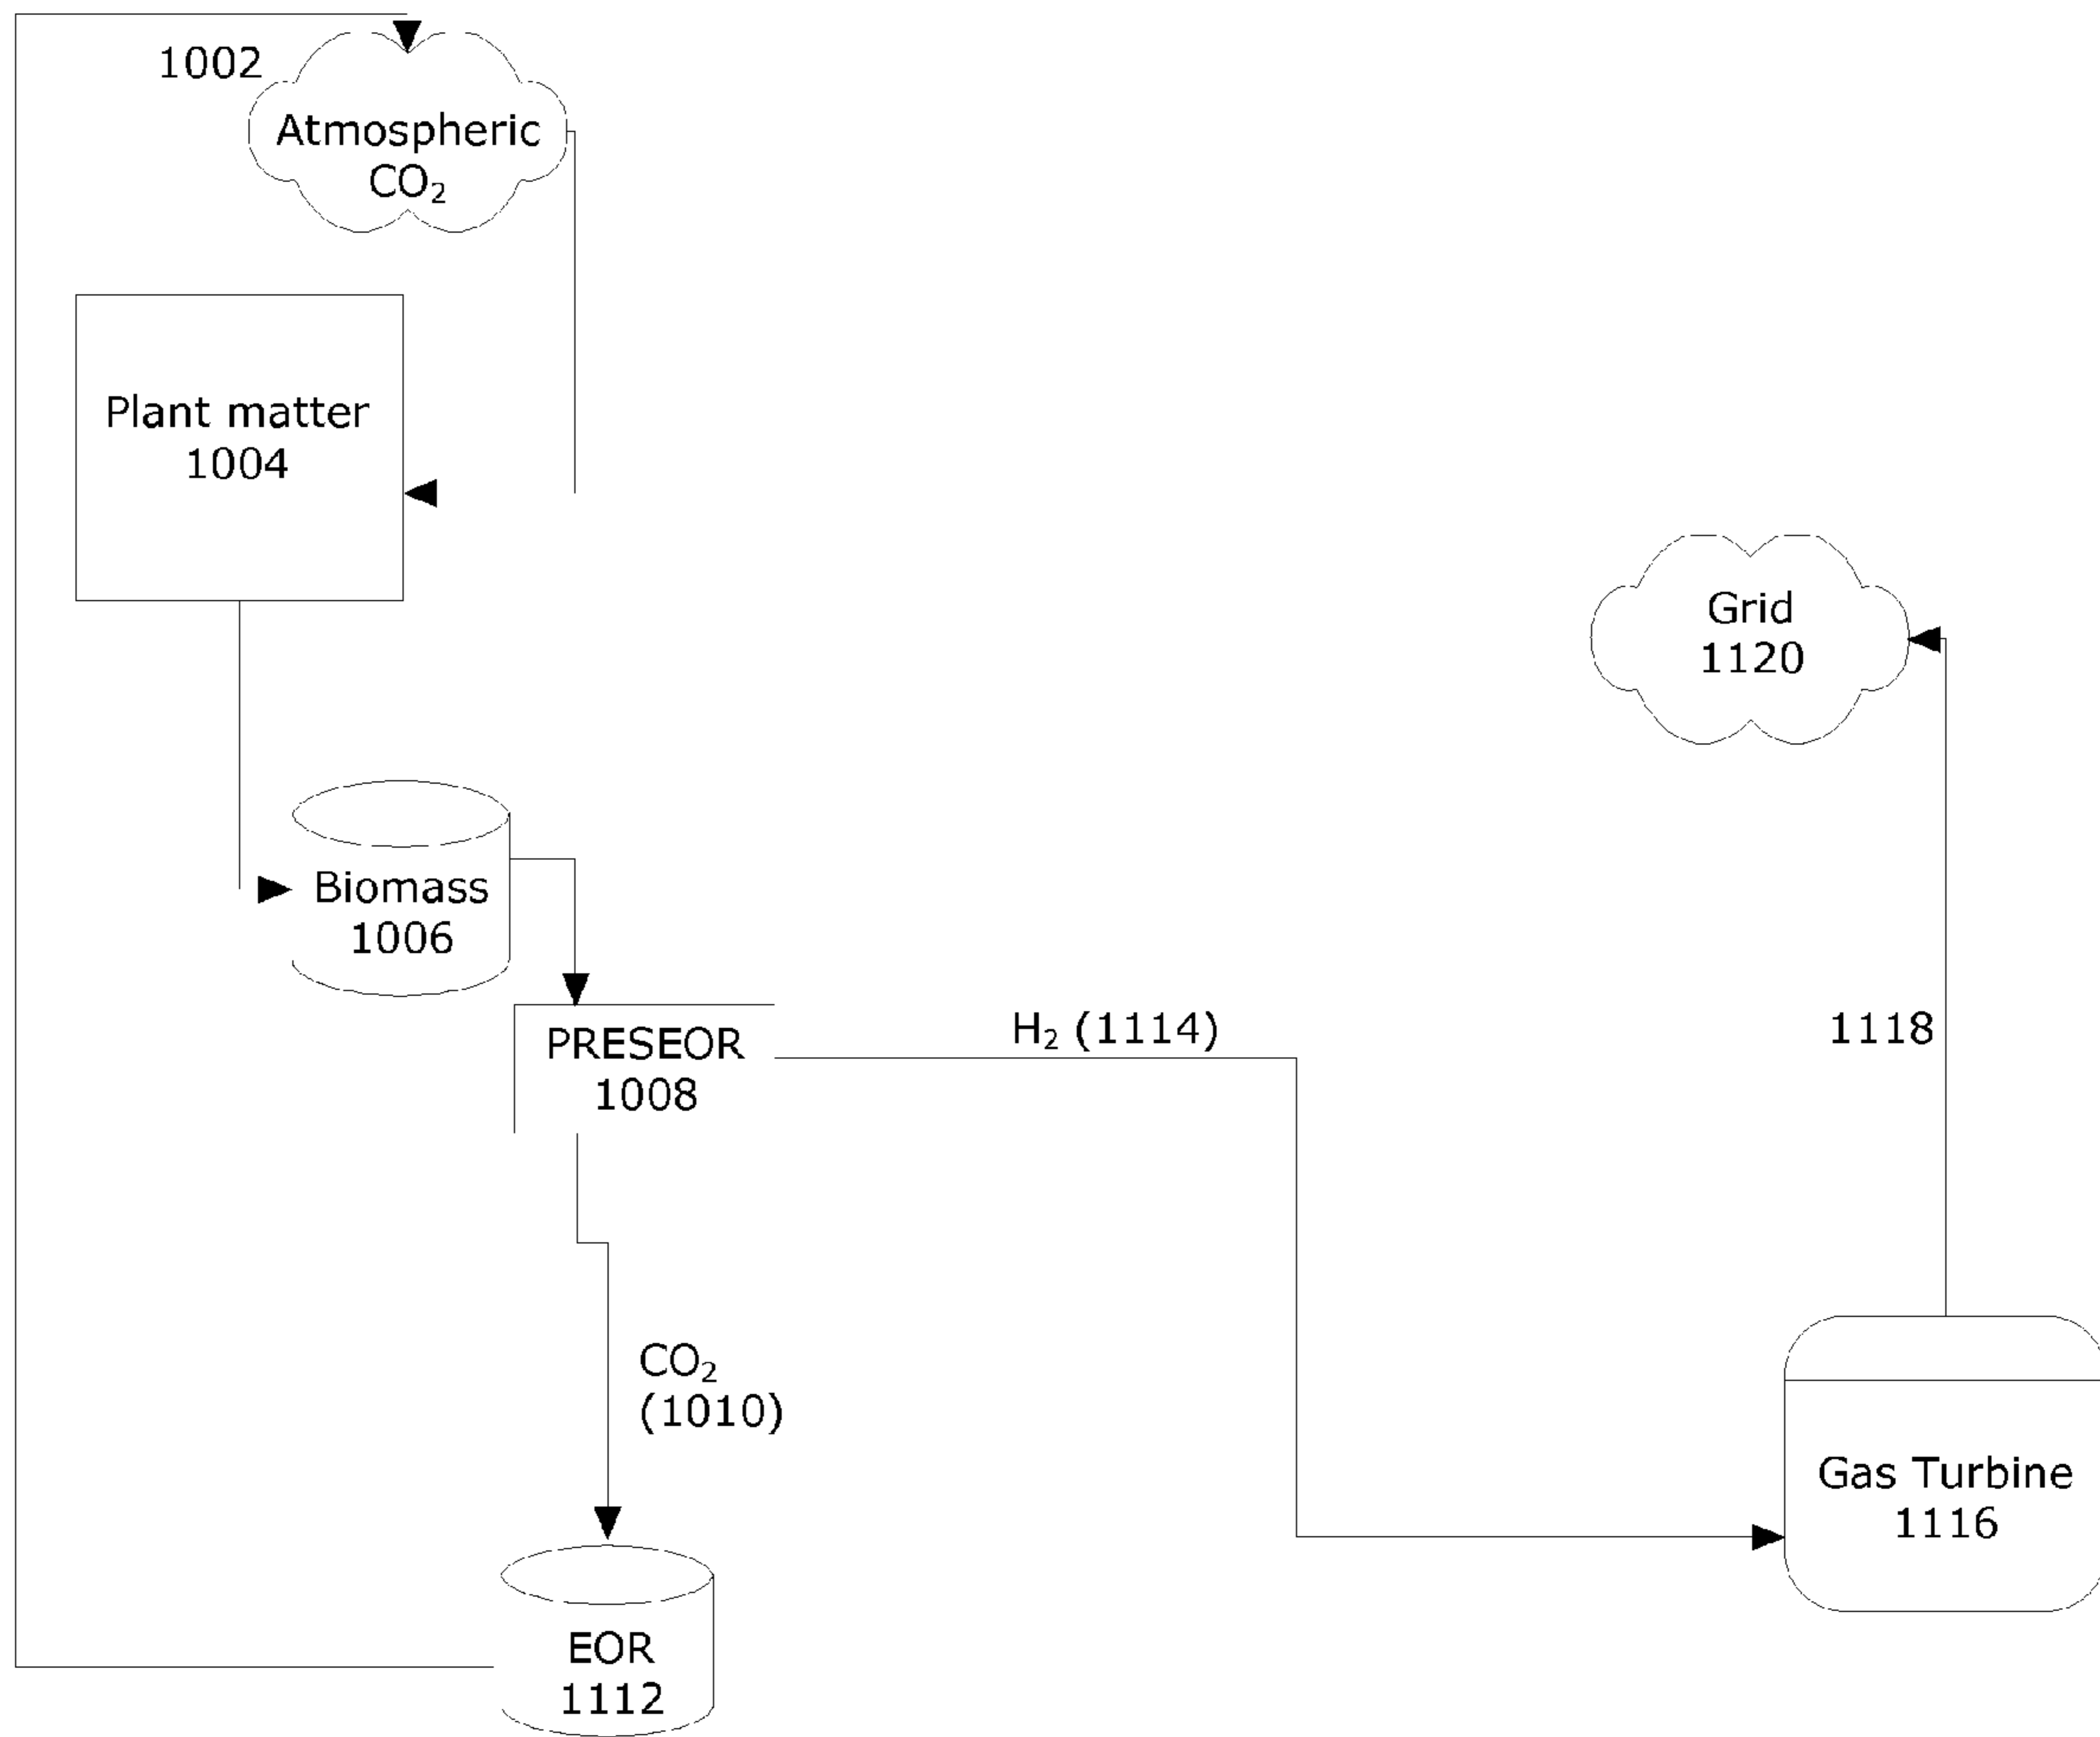 1002
Atmospheric
CO₂
Plant matter
1004
Grid
1120
Biomass
1006
PRESEOR
1008
H₂ (1114)
1118
CO₂
(1010)
Gas Turbine
1116
EOR
1112